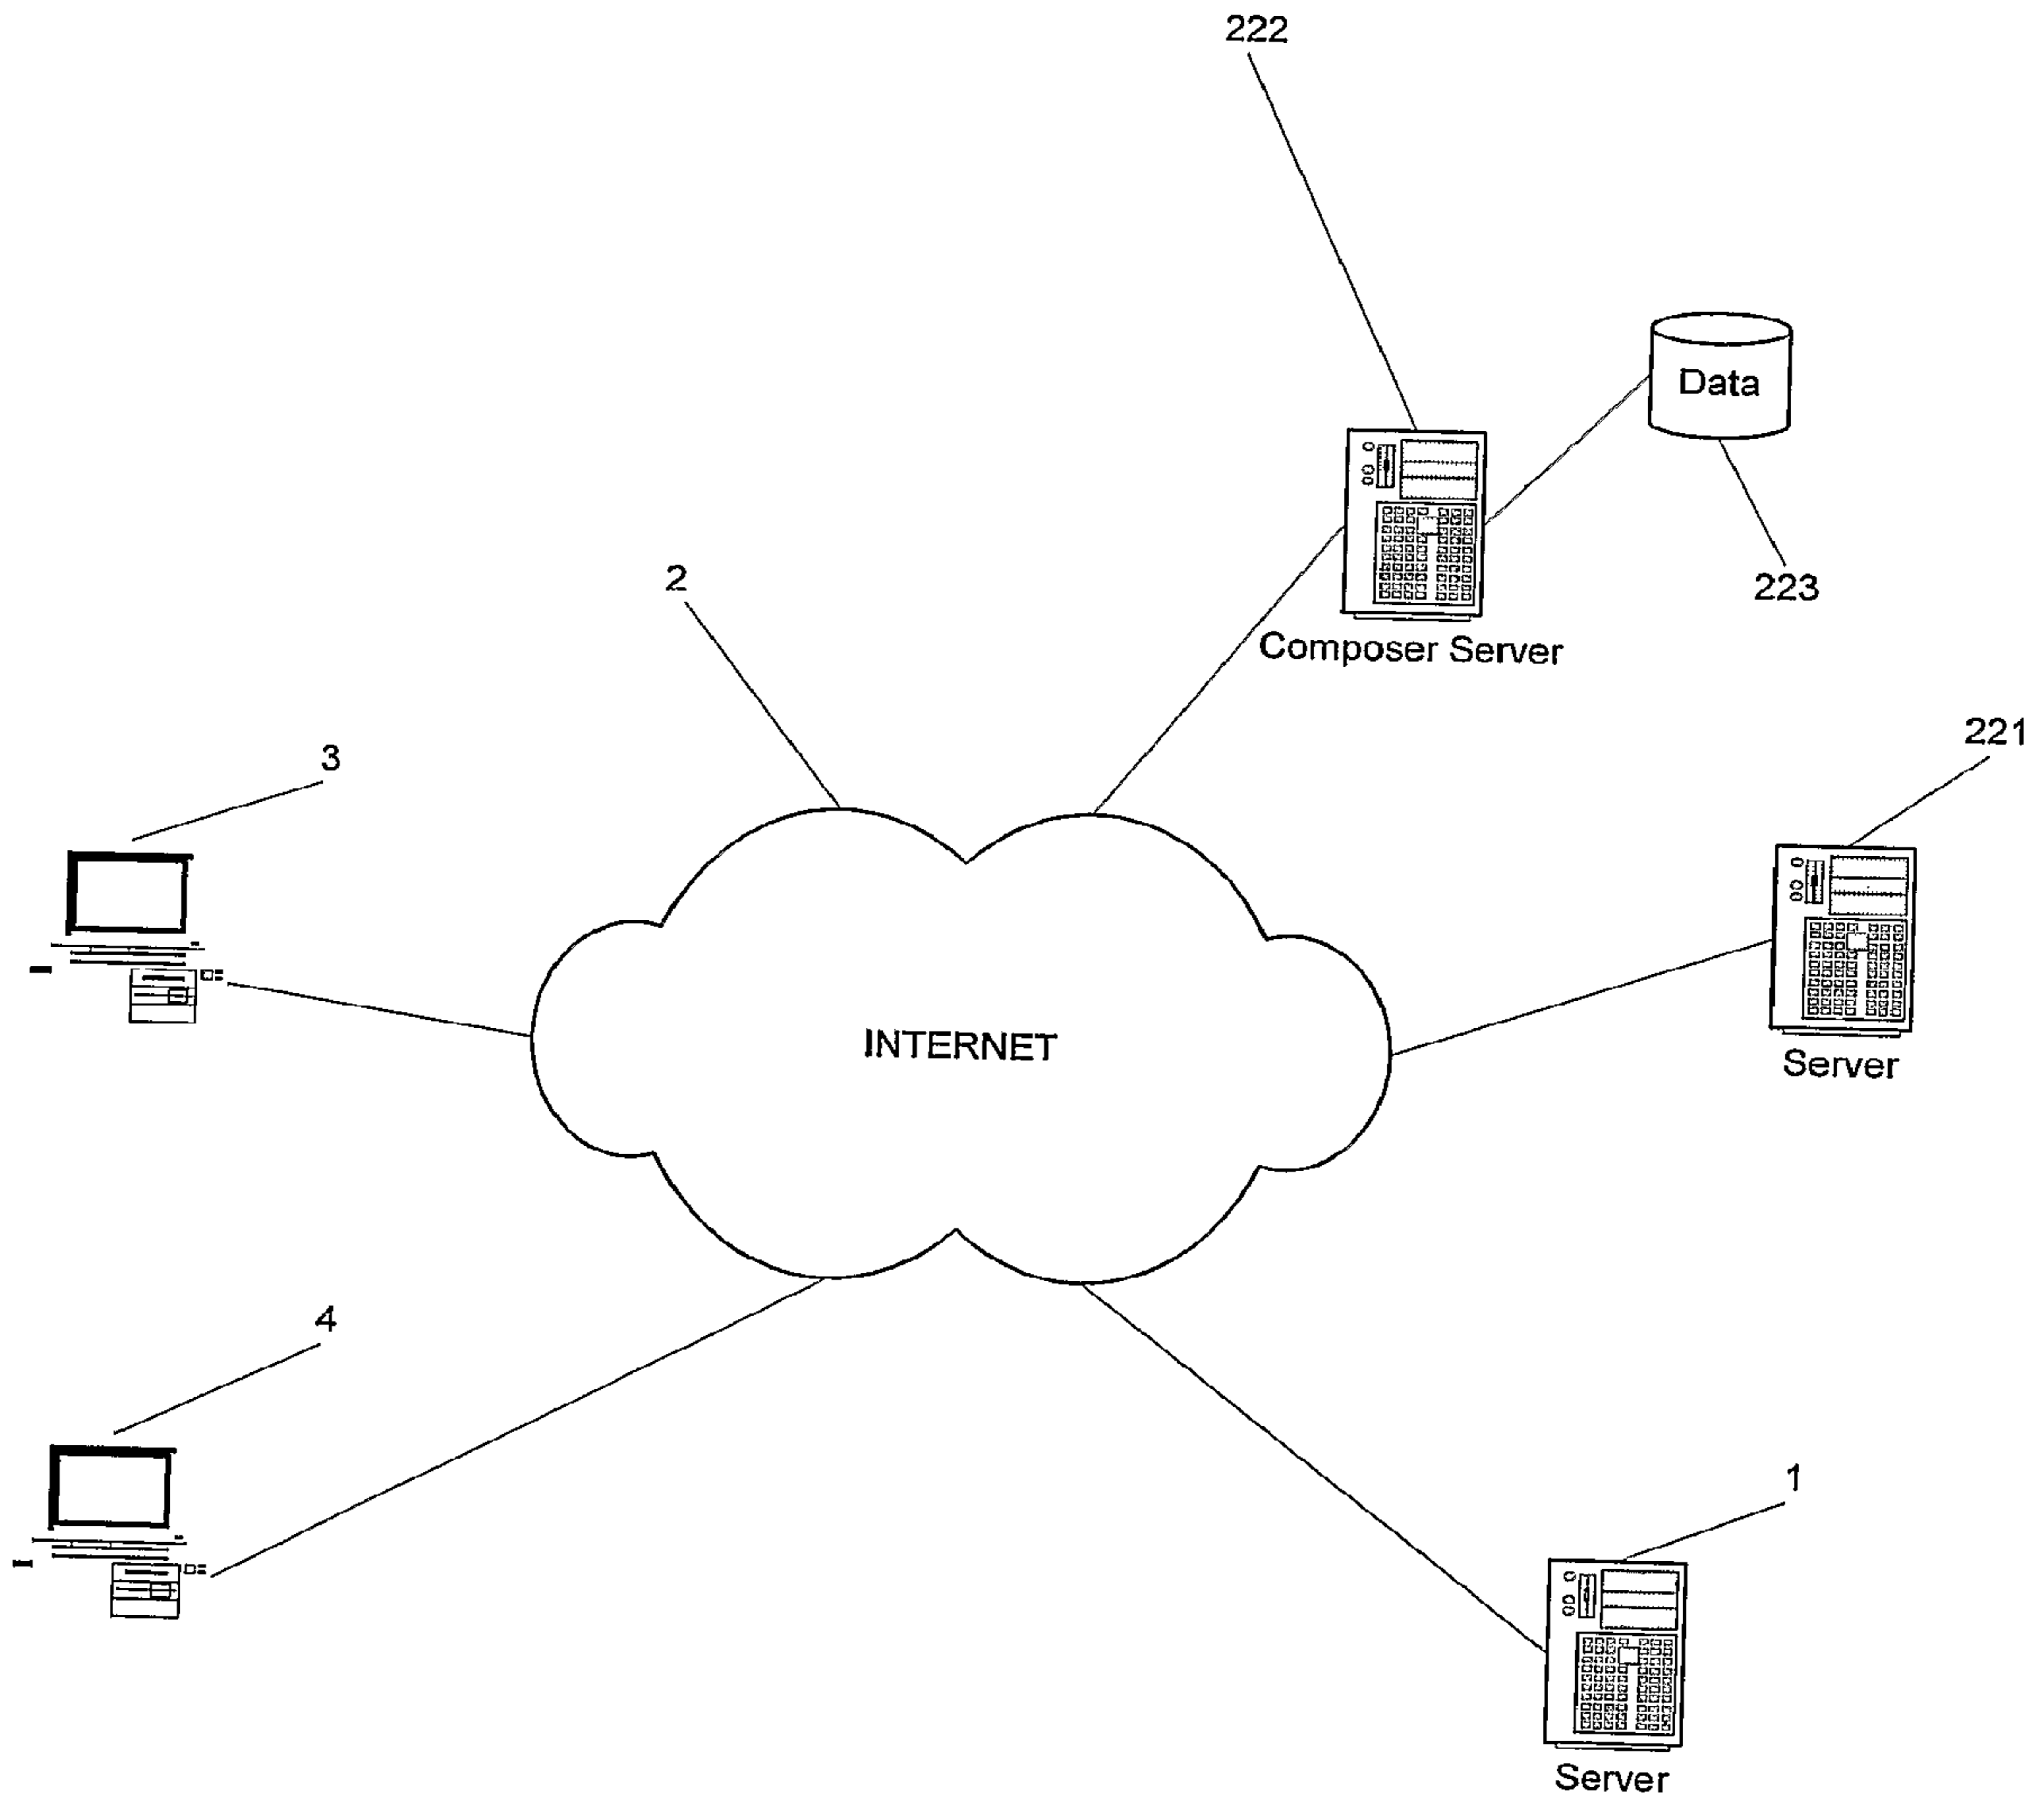 222
Data
223
2
Composer Server
221
3
INTERNET
Server
4
1
Server